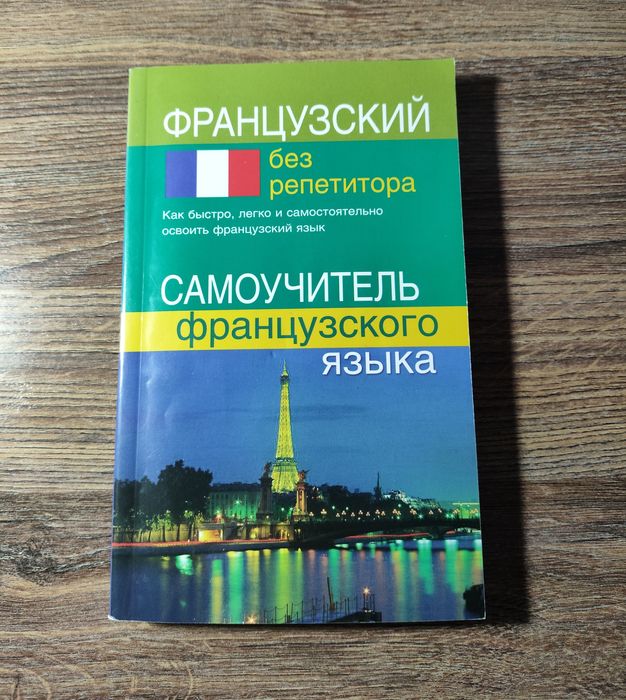 ФРАНЦУЗСКИЙ
без
репетитора
Как быстро, легко и самостоятельно
освоить французский язык
САМОУЧИТЕЛЬ
французского
языка